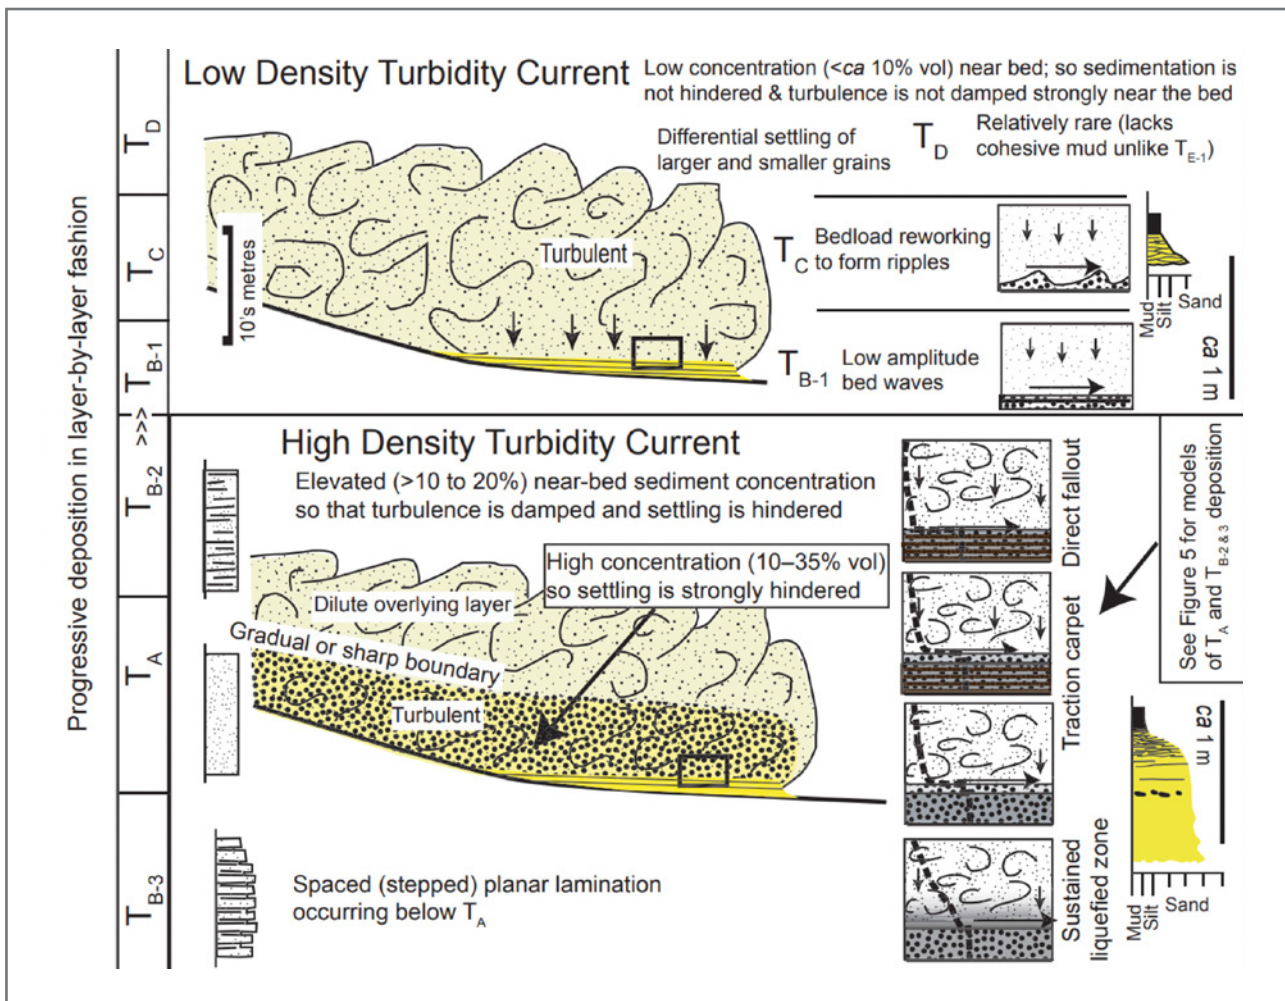 Progressive deposition in layer-by-layer fashion
T_D
T_C
T_B-1
>>>
T_B-2
T_A
T_B-3
Low Density Turbidity Current
Low concentration (<ca 10% vol) near bed; so sedimentation is
not hindered & turbulence is not damped strongly near the bed
Differential settling of
larger and smaller grains
T_D
Relatively rare (lacks
cohesive mud unlike T_E-1)
10's metres
Turbulent
T_C
Bedload reworking
to form ripples
T_B-1
Low amplitude
bed waves
Mud
Silt
Sand
ca 1 m
High Density Turbidity Current
Elevated (>10 to 20%) near-bed sediment concentration
so that turbulence is damped and settling is hindered
High concentration (10–35% vol)
so settling is strongly hindered
Dilute overlying layer
Gradual or sharp boundary
Turbulent
Spaced (stepped) planar lamination
occurring below T_A
Direct fallout
Traction carpet
Sustained
liquefied zone
See Figure 5 for models
of T_A and T_B-2 & 3 deposition
ca 1 m
Mud
Silt
Sand